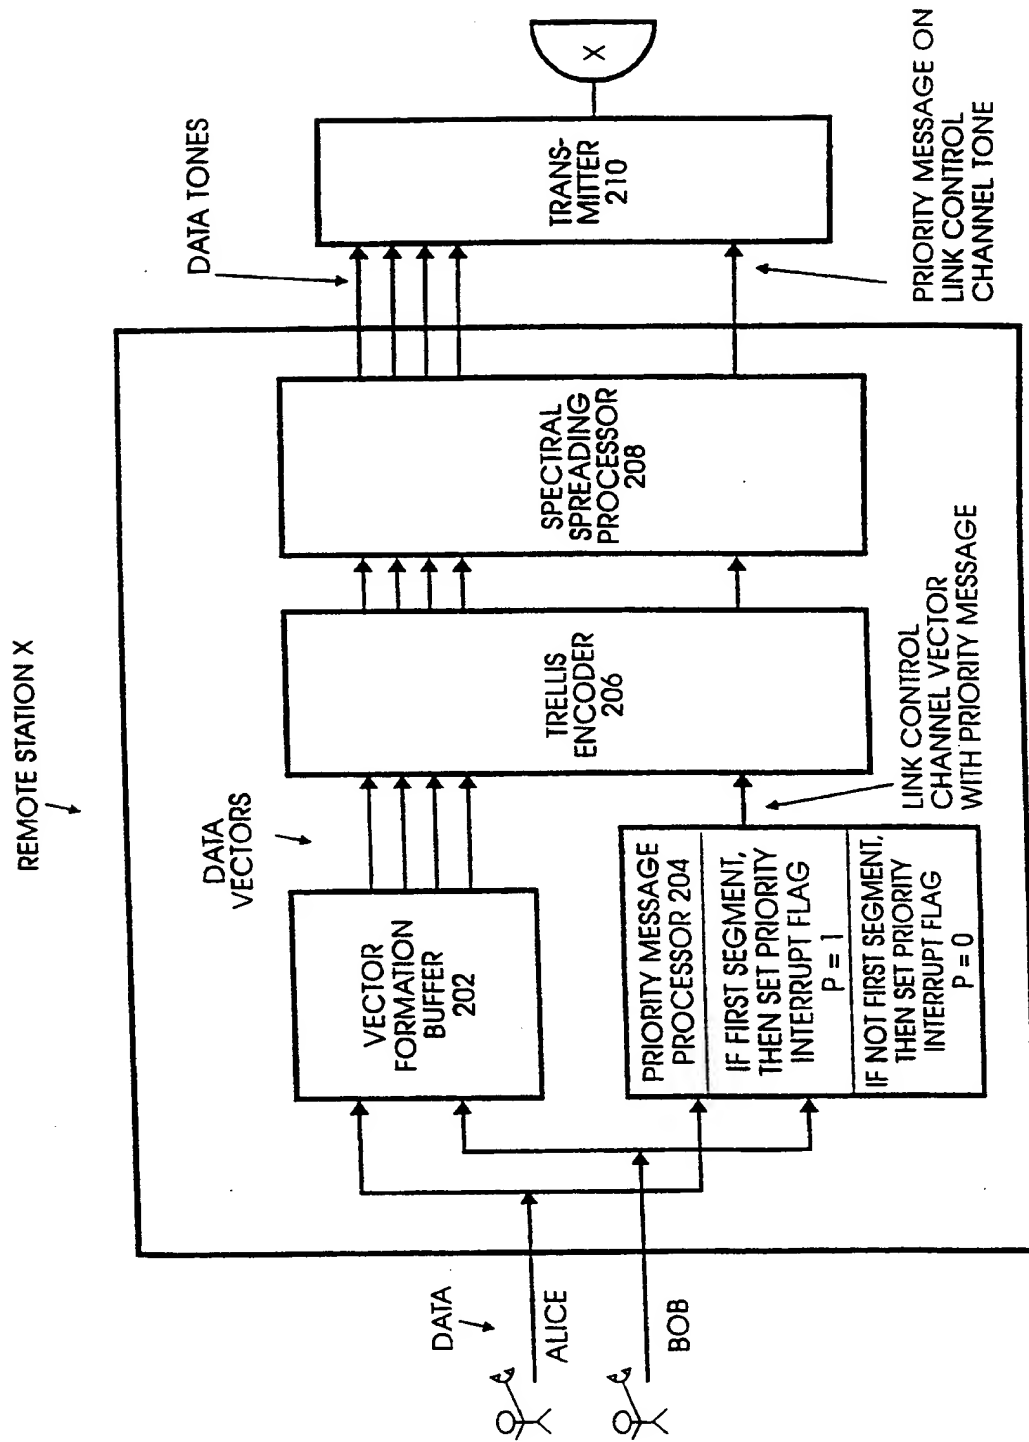 REMOTE STATION X
DATA
ALICE
BOB
VECTOR
FORMATION
BUFFER
202
DATA
VECTORS
PRIORITY MESSAGE
PROCESSOR 204
IF FIRST SEGMENT,
THEN SET PRIORITY
INTERRUPT FLAG
P = 1
IF NOT FIRST SEGMENT,
THEN SET PRIORITY
INTERRUPT FLAG
P = 0
LINK CONTROL
CHANNEL VECTOR
WITH PRIORITY MESSAGE
TRELLIS
ENCODER
206
SPECTRAL
SPREADING
PROCESSOR
208
DATA TONES
TRANS-
MITTER
210
X
PRIORITY MESSAGE ON
LINK CONTROL
CHANNEL TONE